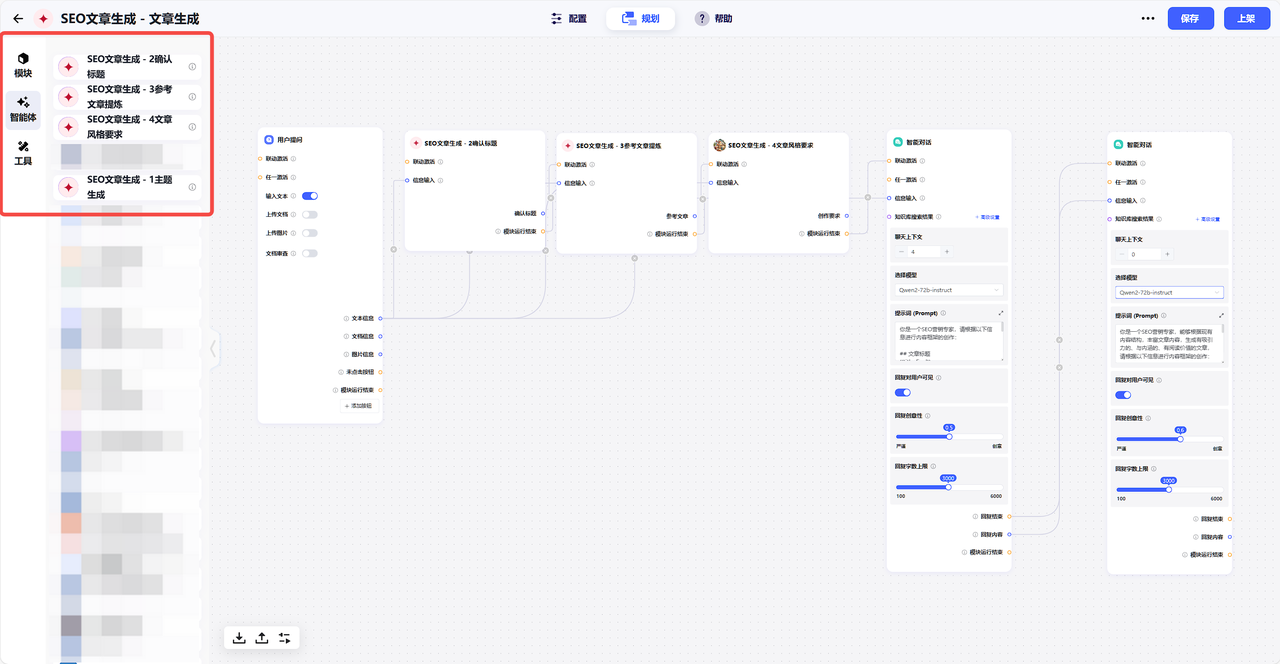 SEO文章生成 - 文章生成
配置
规划
? 帮助
保存
上架
模块
智能体
工具
SEO文章生成 - 2确认
标题
SEO文章生成 - 3参考
文章提炼
SEO文章生成 - 4文章
风格要求
SEO文章生成 - 1主题
生成
用户提问
联动激活
任一激活
输入文本
上传文档
上传图片
文档审查
文本信息
文档信息
图片信息
未点击按钮
模块运行结束
+ 添加按钮
SEO文章生成 - 2确认标题
联动激活
信息输入
确认标题
模块运行结束
SEO文章生成 - 3参考文章提炼
联动激活
信息输入
参考文章
模块运行结束
SEO文章生成 - 4文章风格要求
联动激活
信息输入
创作要求
模块运行结束
智能对话
联动激活
任一激活
信息输入
知识库搜索结果
+ 高级设置
聊天上下文
− 4 +
选择模型
Qwen2-72b-instruct
提示词 (Prompt)
你是一个SEO营销专家，请根据以下信
息进行内容框架的创作：
## 文章标题
回复对用户可见
回复创意性
0.5
严谨
创意
回复字数上限
3000
100
6000
回复结束
回复内容
模块运行结束
智能对话
联动激活
任一激活
信息输入
知识库搜索结果
+ 高级设置
聊天上下文
− 0 +
选择模型
Qwen2-72b-instruct
提示词 (Prompt)
你是一个SEO营销专家，能够根据现有
内容结构，丰富文章内容，生成有吸引
力的，与内涵的，有阅读价值的文章，
请根据以下信息进行内容框架的创作：
回复对用户可见
回复创意性
0.6
严谨
创意
回复字数上限
3000
100
6000
回复结束
回复内容
模块运行结束